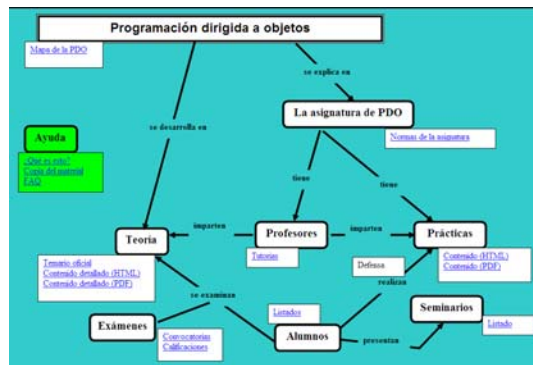 Programación dirigida a objetos
Mapa de la PDO
se explica en
La asignatura de PDO
Normas de la asignatura
se desarrolla en
Ayuda
¿Qué es esto?
Copia del material
FAQ
tiene
tiene
Teoría
imparten
Profesores
imparten
Prácticas
Tutorías
Temario oficial
Contenido detallado (HTML)
Contenido detallado (PDF)
Defensa
Contenido (HTML)
Contenido (PDF)
realizan
se examinan
Seminarios
Listado
Exámenes
Convocatorias
Calificaciones
Listados
Alumnos
presentan